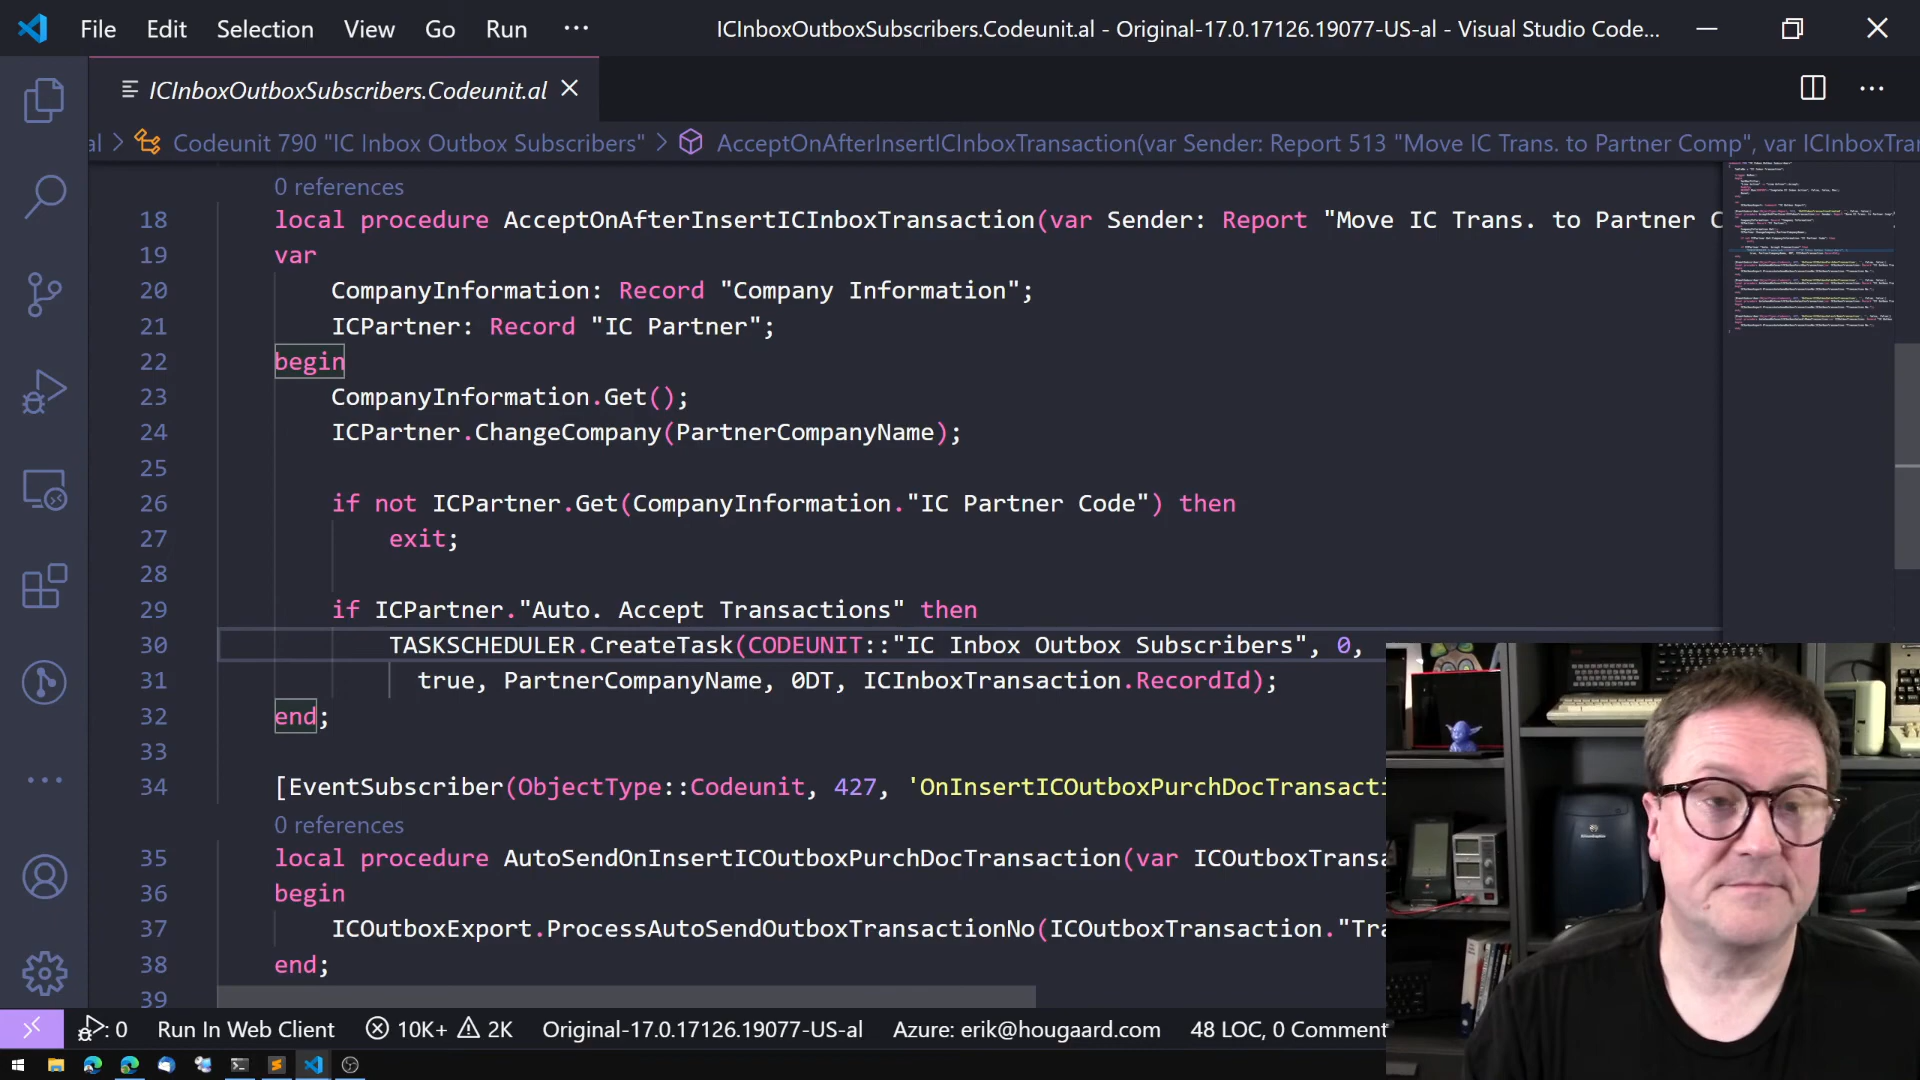 File Edit Selection View Go Run ··· ICInboxOutboxSubscribers.Codeunit.al - Original-17.0.17126.19077-US-al - Visual Studio Code...
ICInboxOutboxSubscribers.Codeunit.al
al > Codeunit 790 "IC Inbox Outbox Subscribers" > AcceptOnAfterInsertICInboxTransaction(var Sender: Report 513 "Move IC Trans. to Partner Comp", var ICInboxTra
0 references
18 local procedure AcceptOnAfterInsertICInboxTransaction(var Sender: Report "Move IC Trans. to Partner C
19 var
20 CompanyInformation: Record "Company Information";
21 ICPartner: Record "IC Partner";
22 begin
23 CompanyInformation.Get();
24 ICPartner.ChangeCompany(PartnerCompanyName);
25
26 if not ICPartner.Get(CompanyInformation."IC Partner Code") then
27 exit;
28
29 if ICPartner."Auto. Accept Transactions" then
30 TASKSCHEDULER.CreateTask(CODEUNIT::"IC Inbox Outbox Subscribers", 0,
31 true, PartnerCompanyName, 0DT, ICInboxTransaction.RecordId);
32 end;
33
34 [EventSubscriber(ObjectType::Codeunit, 427, 'OnInsertICOutboxPurchDocTransacti
0 references
35 local procedure AutoSendOnInsertICOutboxPurchDocTransaction(var ICOutboxTransa
36 begin
37 ICOutboxExport.ProcessAutoSendOutboxTransactionNo(ICOutboxTransaction."Tra
38 end;
39
0 Run In Web Client 10K+ 2K Original-17.0.17126.19077-US-al Azure: erik@hougaard.com 48 LOC, 0 Comment